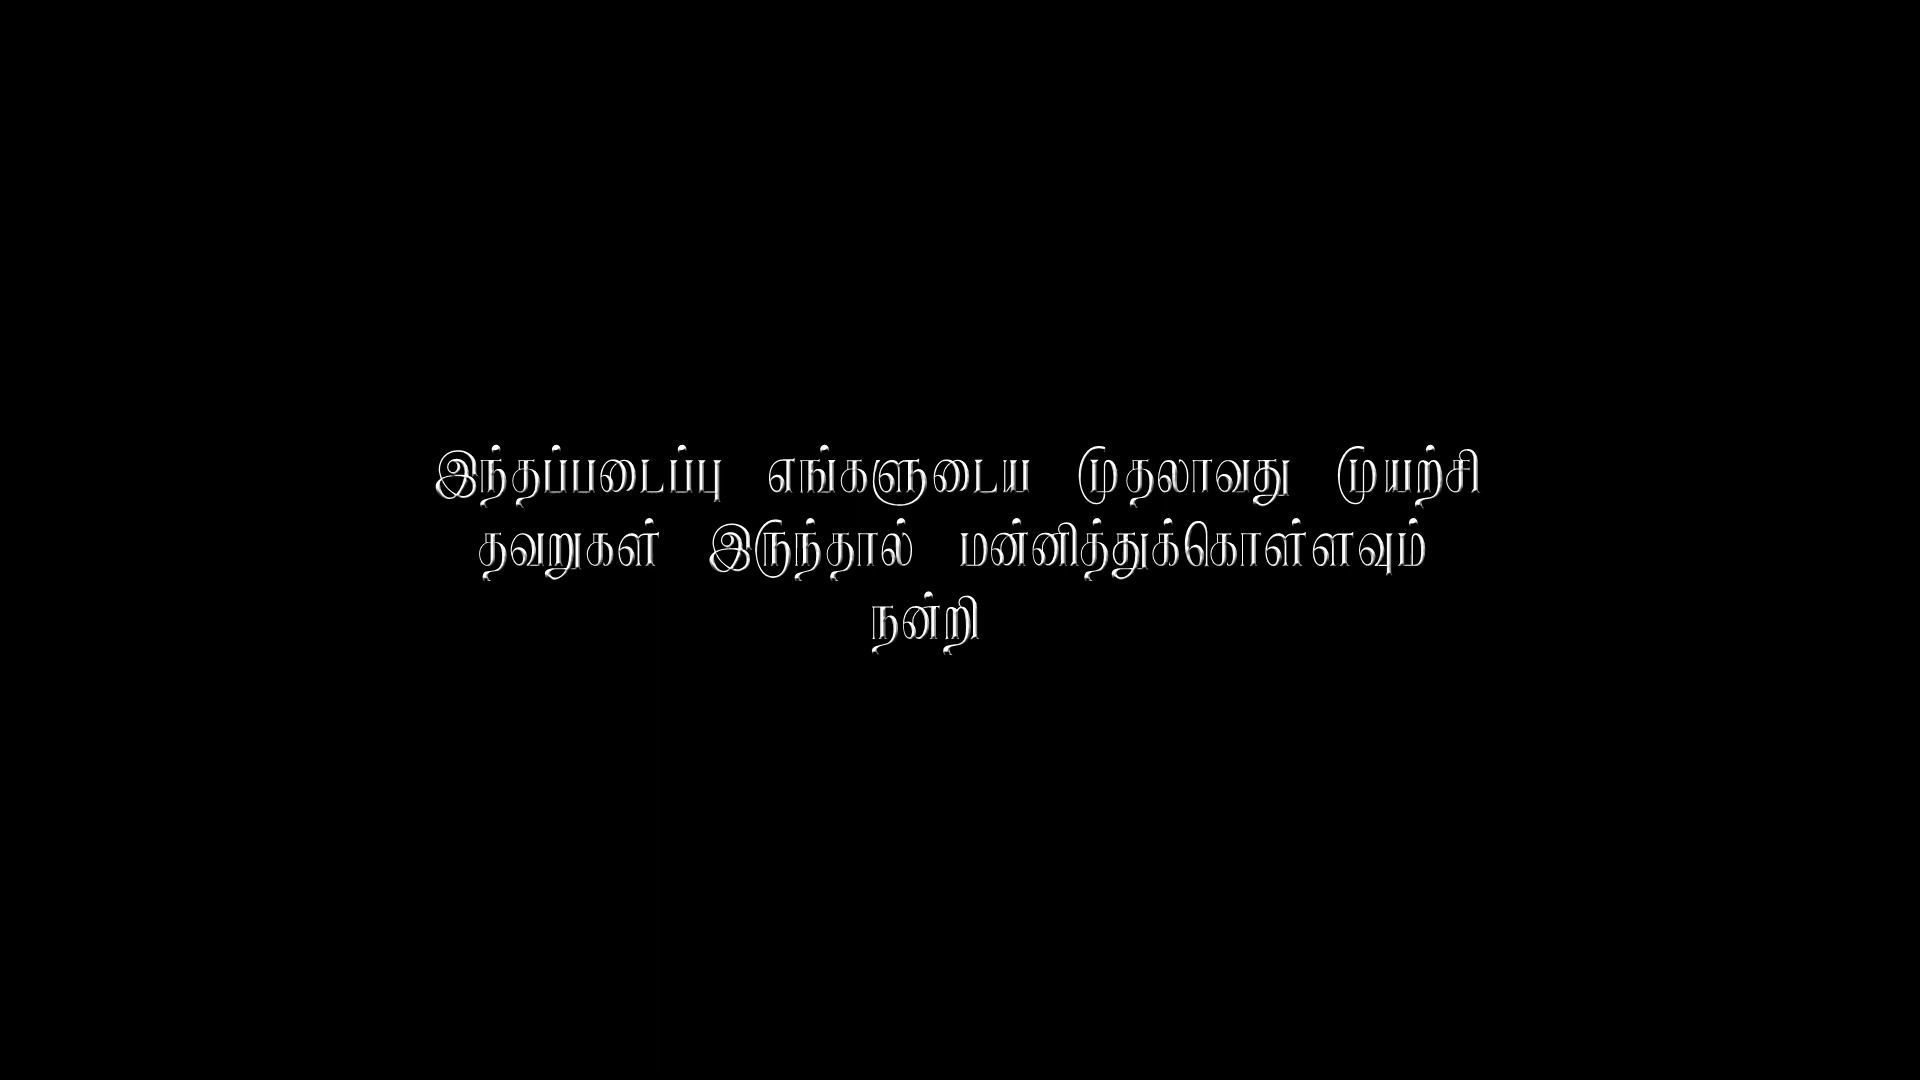 இந்தப்படைப்பு எங்களுடைய முதலாவது முயற்சி
தவறுகள் இருந்தால் மன்னித்துக்கொள்ளவும்
நன்றி